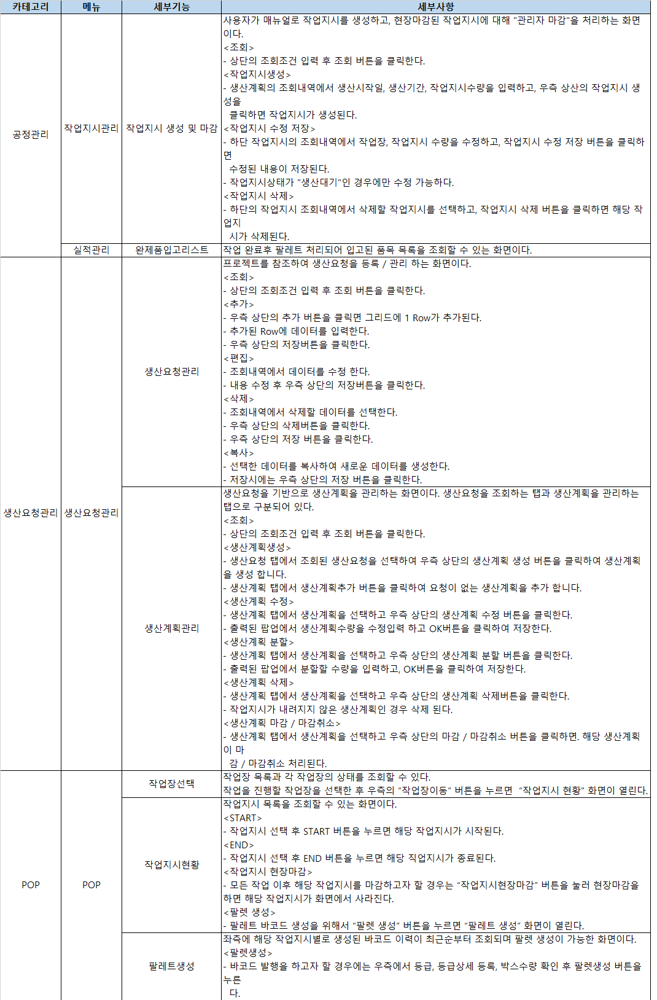 카테고리 메뉴 세부기능 세부사항
공정관리
작업지시관리
작업지시 생성 및 마감
사용자가 매뉴얼로 작업지시를 생성하고, 현장마감된 작업지시에 대해 "관리자 마감"을 처리하는 화면
이다.
<조회>
- 상단의 조회조건 입력 후 조회 버튼을 클릭한다.
<작업지시생성>
- 생산계획의 조회내역에서 생산시작일, 생산기간, 작업지시수량을 입력하고, 우측 상산의 작업지시 생
성을
클릭하면 작업지시가 생성된다.
<작업지시 수정 저장>
- 하단 작업지시의 조회내역에서 작업장, 작업지시 수량을 수정하고, 작업지시 수정 저장 버튼을 클릭하
면
수정된 내용이 저장된다.
- 작업지시상태가 "생산대기"인 경우에만 수정 가능하다.
<작업지시 삭제>
- 하단의 작업지시 조회내역에서 삭제할 작업지시를 선택하고, 작업지시 삭제 버튼을 클릭하면 해당 작
업지
시가 삭제된다.
실적관리
완제품입고리스트
작업 완료후 팔레트 처리되어 입고된 품목 목록을 조회할 수 있는 화면이다.
생산요청관리
생산요청관리
생산요청관리
프로젝트를 참조하여 생산요청을 등록 / 관리 하는 화면이다.
<조회>
- 상단의 조회조건 입력 후 조회 버튼을 클릭한다.
<추가>
- 우측 상단의 추가 버튼을 클릭면 그리드에 1 Row가 추가된다.
- 추가된 Row에 데이터를 입력한다.
- 우측 상단의 저장버튼을 클릭한다.
<편집>
- 조회내역에서 데이터를 수정 한다.
- 내용 수정 후 우측 상단의 저장버튼을 클릭한다.
<삭제>
- 조회내역에서 삭제할 데이터를 선택한다.
- 우측 상단의 삭제버튼을 클릭한다.
- 우측 상단의 저장 버튼을 클릭한다.
<복사>
- 선택한 데이터를 복사하여 새로운 데이터를 생성한다.
- 저장시에는 우측 상단의 저장 버튼을 클릭한다.
생산계획관리
생산요청을 기반으로 생산계획을 관리하는 화면이다. 생산요청을 조회하는 탭과 생산계획을 관리하는
탭으로 구분되어 있다.
<조회>
- 상단의 조회조건 입력 후 조회 버튼을 클릭한다.
<생산계획생성>
- 생산요청 탭에서 조회된 생산요청을 선택하여 우측 상단의 생산계획 생성 버튼을 클릭하여 생산계획
을 생성 합니다.
- 생산계획 탭에서 생산계획추가 버튼을 클릭하여 요청이 없는 생산계획을 추가 합니다.
<생산계획 수정>
- 생산계획 탭에서 생산계획을 선택하고 우측 상단의 생산계획 수정 버튼을 클릭한다.
- 출력된 팝업에서 생산계획수량을 수정입력 하고 OK버튼을 클릭하여 저장한다.
<생산계획 분할>
- 생산계획 탭에서 생산계획을 선택하고 우측 상단의 생산계획 분할 버튼을 클릭한다.
- 출력된 팝업에서 분할할 수량을 입력하고, OK버튼을 클릭하여 저장한다.
<생산계획 삭제>
- 생산계획 탭에서 생산계획을 선택하고 우측 상단의 생산계획 삭제버튼을 클릭한다.
- 작업지시가 내려지지 않은 생산계획인 경우 삭제 된다.
<생산계획 마감 / 마감취소>
- 생산계획 탭에서 생산계획을 선택하고 우측 상단의 마감 / 마감취소 버튼을 클릭하면. 해당 생산계획
이 마
감 / 마감취소 처리된다.
POP
POP
작업장선택
작업장 목록과 각 작업장의 상태를 조회할 수 있다.
작업을 진행할 작업장을 선택한 후 우측의 “작업장이동” 버튼을 누르면 “작업지시 현황" 화면이 열린다.
작업지시현황
작업지시 목록을 조회할 수 있는 화면이다.
<START>
- 작업지시 선택 후 START 버튼을 누르면 해당 작업지시가 시작된다.
<END>
- 작업지시 선택 후 END 버튼을 누르면 해당 직업지시가 종료된다.
<작업지시 현장마감>
- 모든 작업 이후 해당 작업지시를 마감하고자 할 경우는 “작업지시현장마감” 버튼을 눌러 현장마감을
하면 해당 작업지시가 화면에서 사라진다.
<팔렛 생성>
- 팔레트 바코드 생성을 위해서 “팔렛 생성” 버튼을 누르면 “팔레트 생성” 화면이 열린다.
팔레트생성
좌측에 해당 작업지시별로 생성된 바코드 이력이 최근순부터 조회되며 팔렛 생성이 가능한 화면이다.
<팔렛생성>
- 바코드 발행을 하고자 할 경우에는 우측에서 등급, 등급상세 등록, 박스수량 확인 후 팔렛생성 버튼을
누른
다.